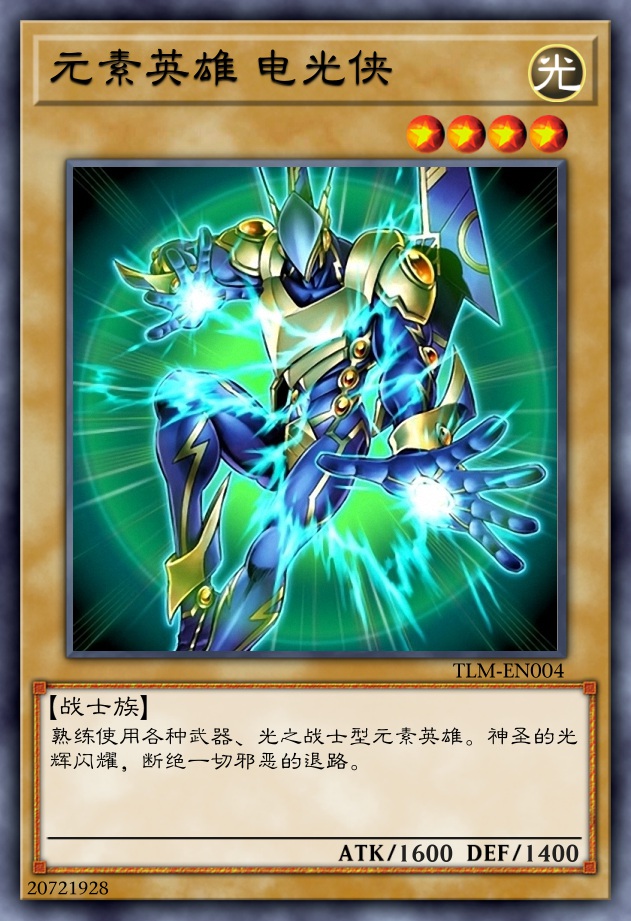 元素英雄 电光侠
光
TLM-EN004
【战士族】
熟练使用各种武器、光之战士型元素英雄。神圣的光
辉闪耀，断绝一切邪恶的退路。
ATK/1600 DEF/1400
20721928